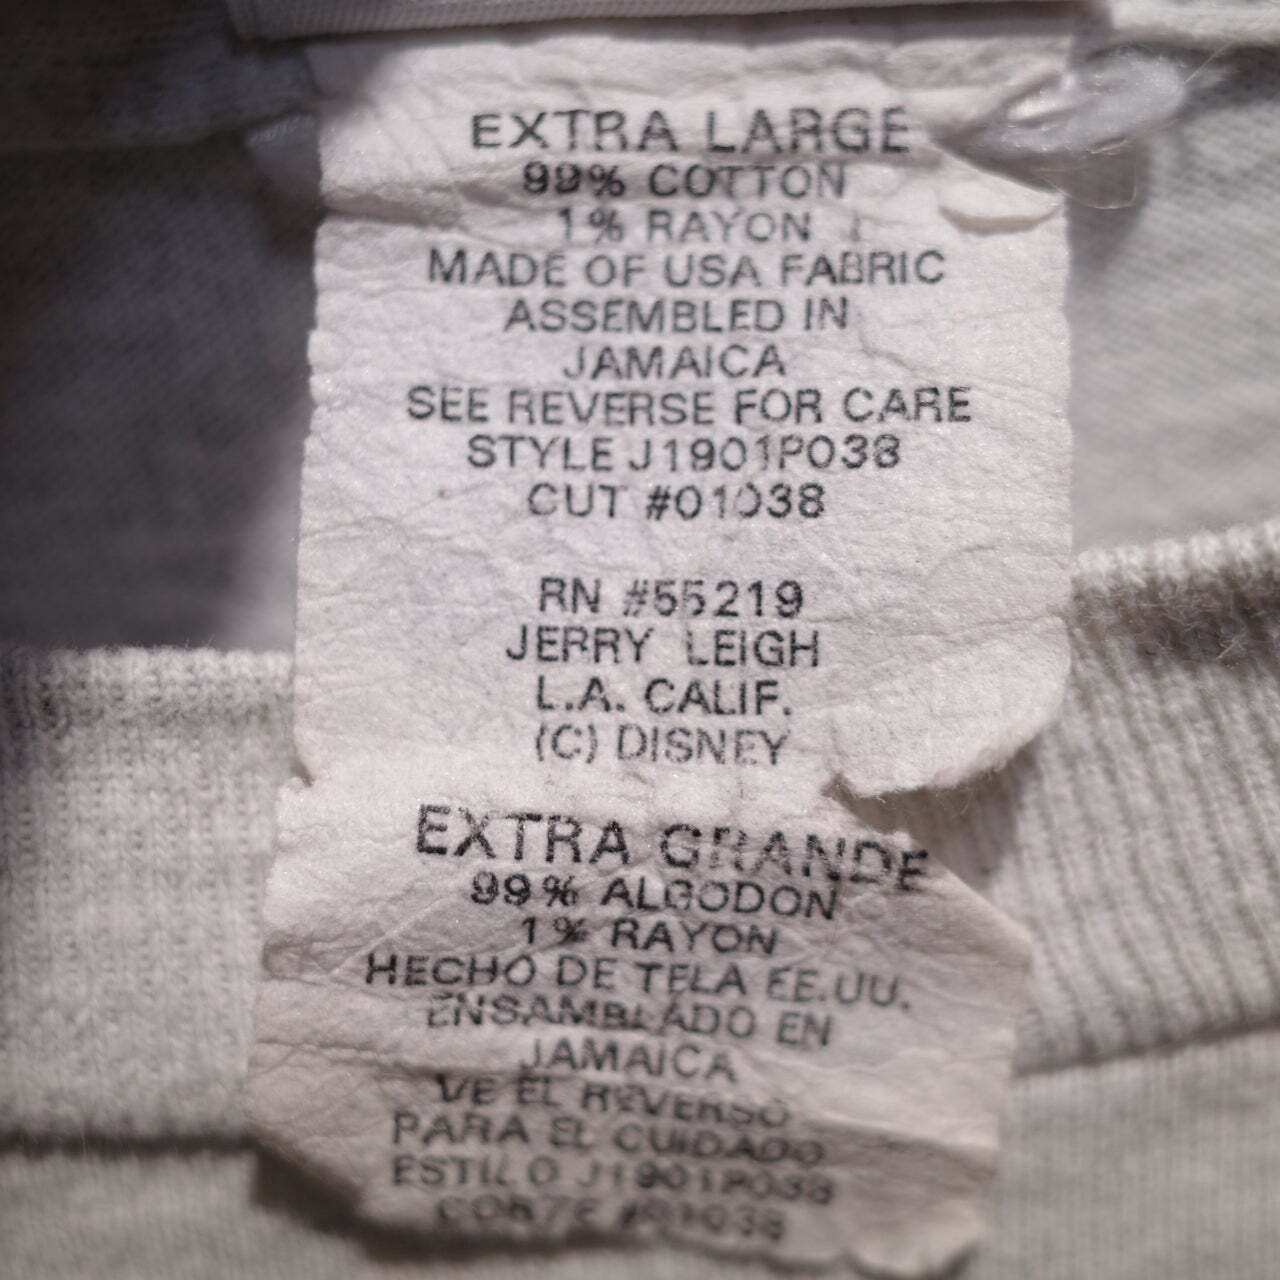 EXTRA LARGE
99% COTTON
1% RAYON
MADE OF USA FABRIC
ASSEMBLED IN
JAMAICA
SEE REVERSE FOR CARE
STYLE J1901P038
CUT #01038
RN #55219
JERRY LEIGH
L.A. CALIF.
(C) DISNEY
EXTRA GRANDE
99% ALGODON
1% RAYON
HECHO DE TELA EE.UU.
ENSAMBLADO EN
JAMAICA
VE EL REVERSO
PARA EL CUIDADO
ESTILO J1901P038
CORTE #01038